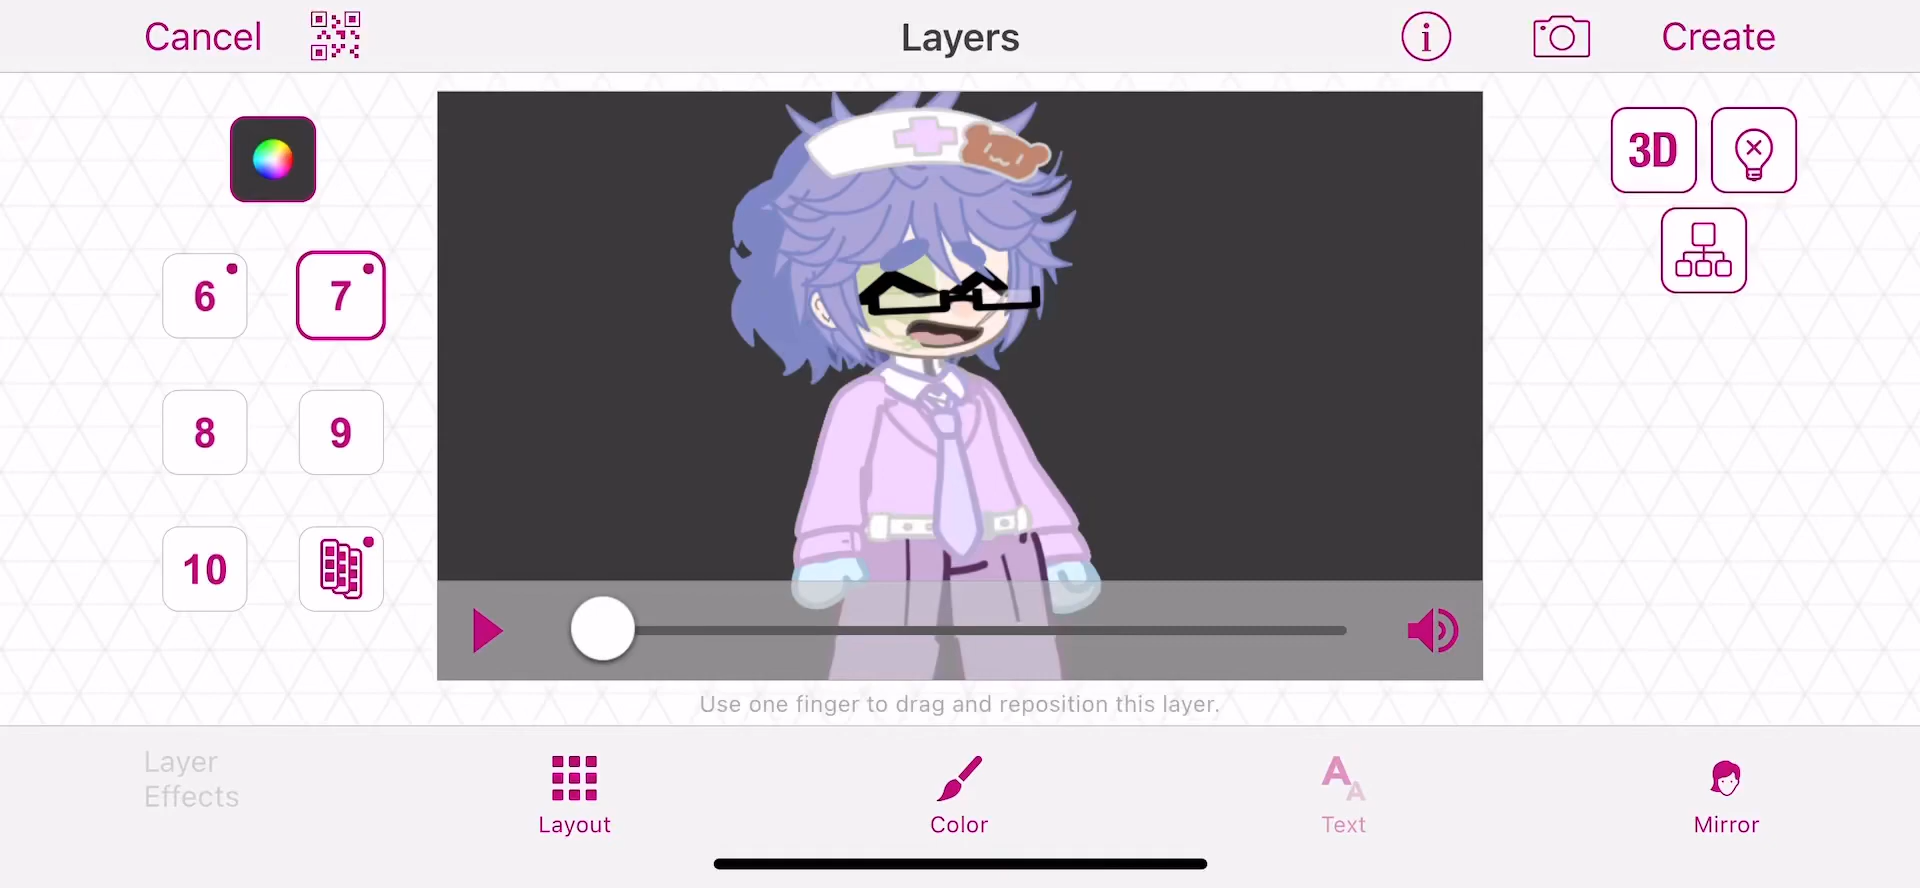 Cancel
Layers
i
Create
3D
6
7
8
9
10
Use one finger to drag and reposition this layer.
Layer
Effects
Layout
Color
A
A
Text
Mirror